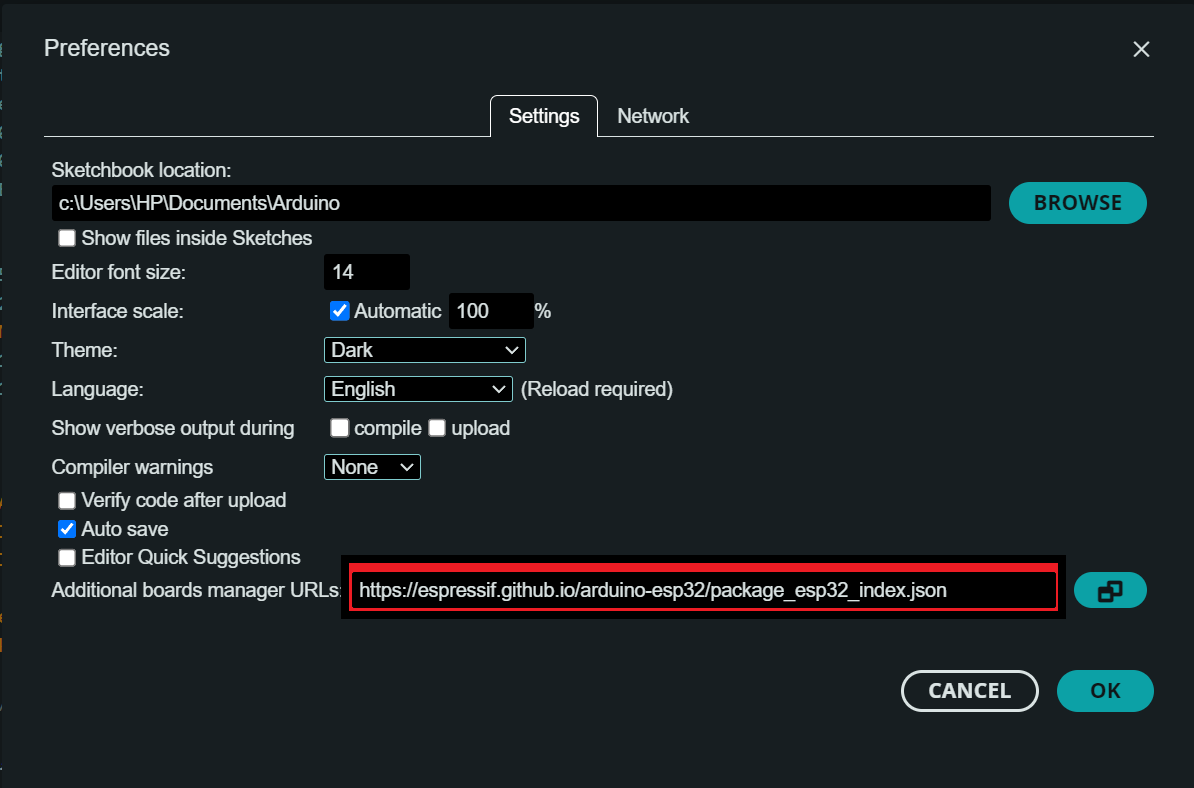 Preferences
Settings Network
Sketchbook location:
c:\Users\HP\Documents\Arduino BROWSE
Show files inside Sketches
Editor font size: 14
Interface scale: Automatic 100 %
Theme: Dark
Language: English (Reload required)
Show verbose output during compile upload
Compiler warnings None
Verify code after upload
Auto save
Editor Quick Suggestions
Additional boards manager URLs: https://espressif.github.io/arduino-esp32/package_esp32_index.json
CANCEL OK